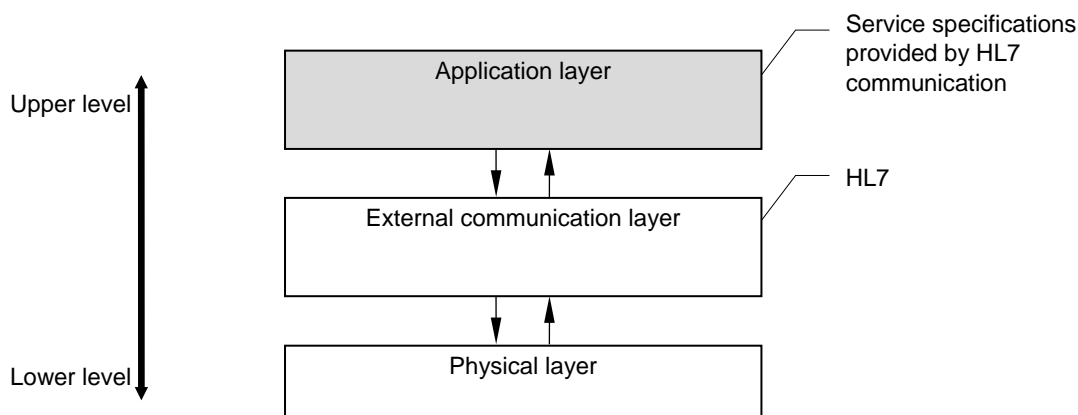 Service specifications
provided by HL7
communication
Application layer
Upper level
HL7
External communication layer
Physical layer
Lower level